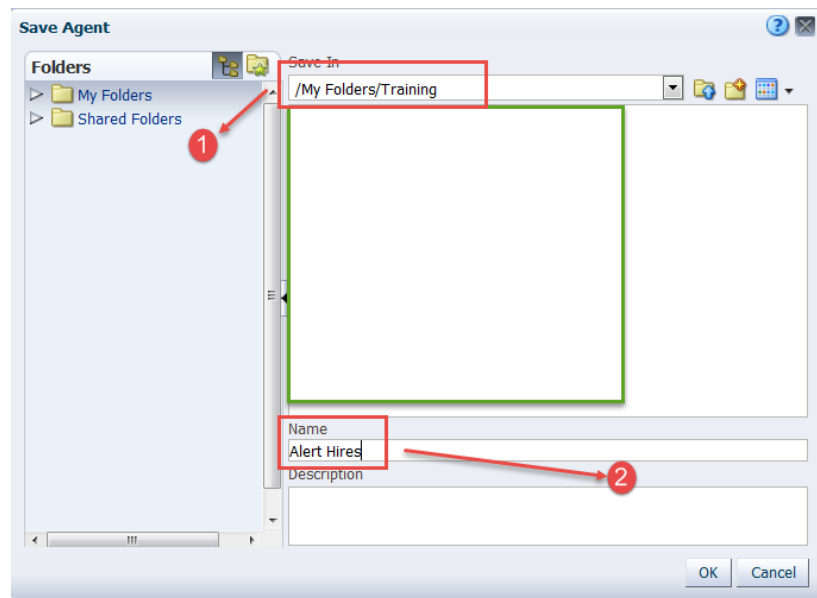 Save Agent
Folders
My Folders
Shared Folders
Save In
/My Folders/Training
1
Name
Alert Hires
2
Description
OK
Cancel